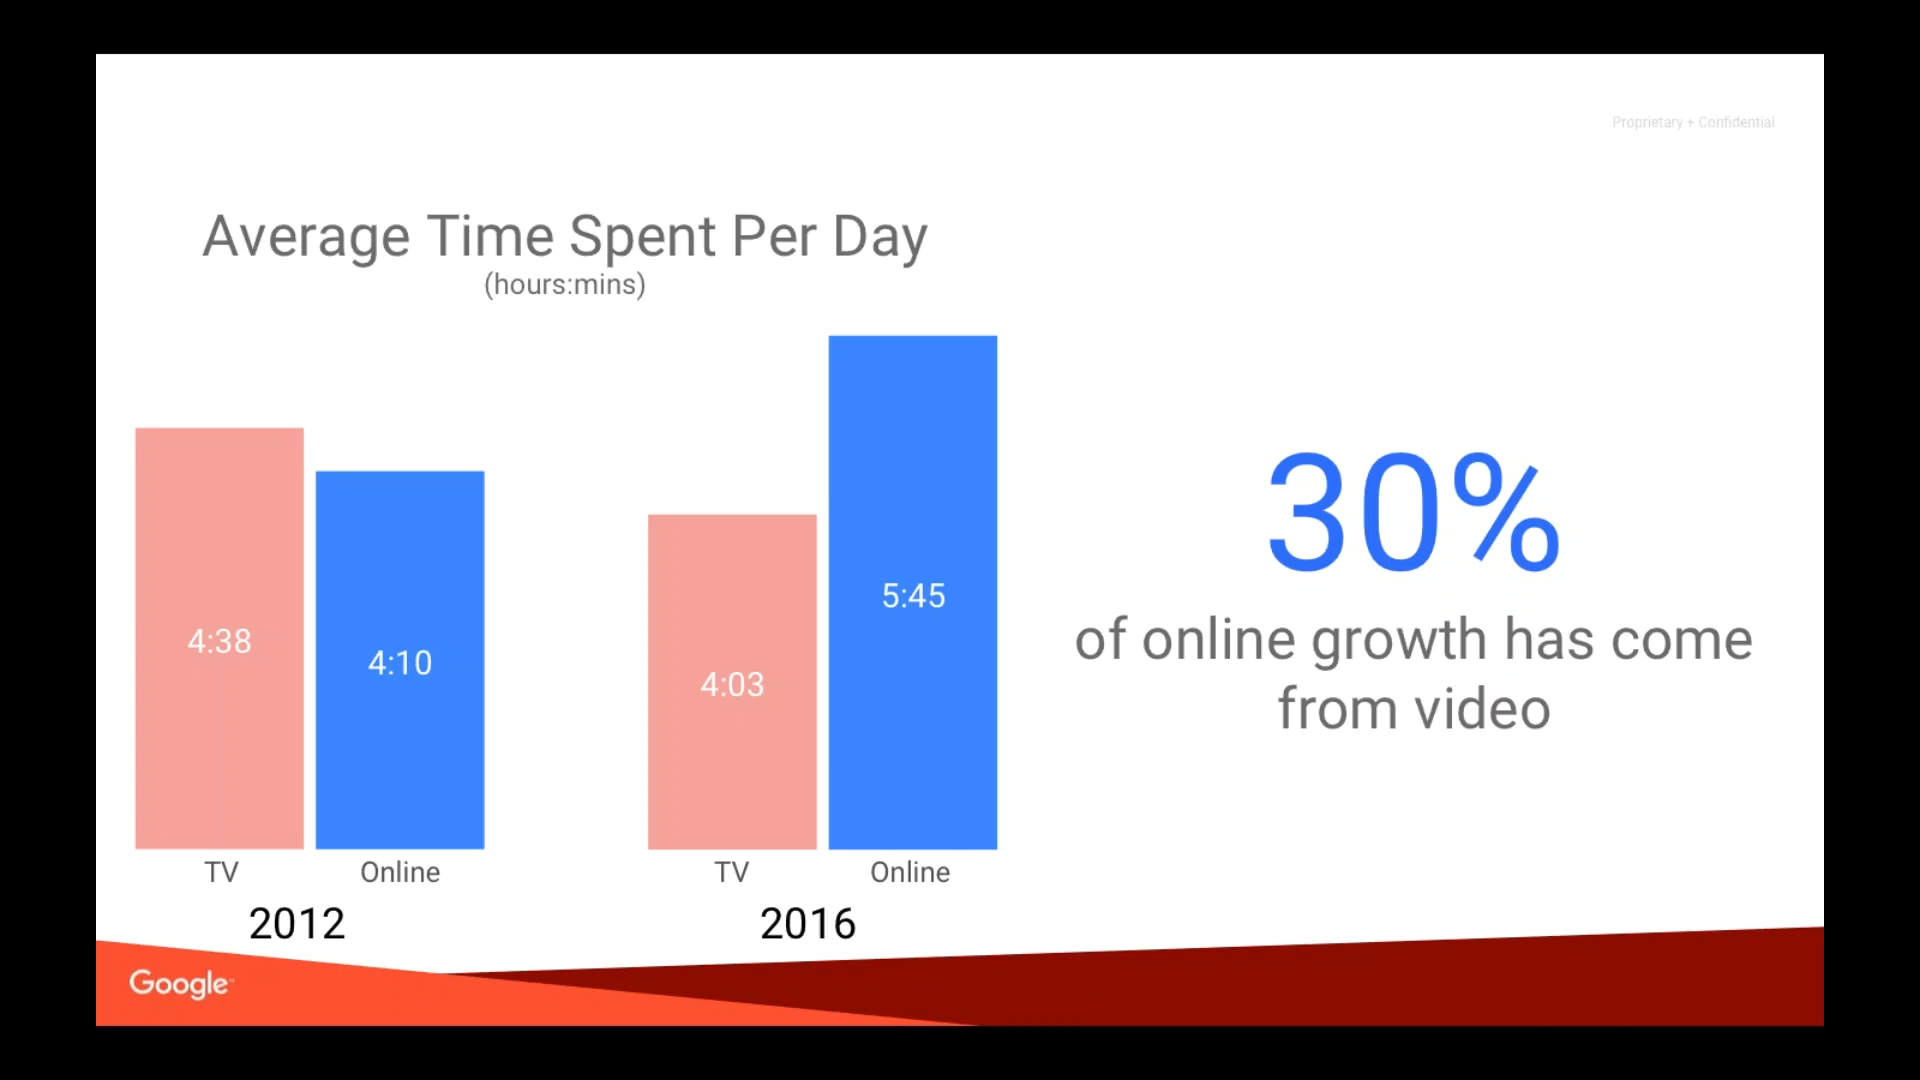 Proprietary + Confidential
Average Time Spent Per Day
(hours:mins)
4:38
4:10
4:03
5:45
TV
Online
TV
Online
2012
2016
30%
of online growth has come
from video
Google